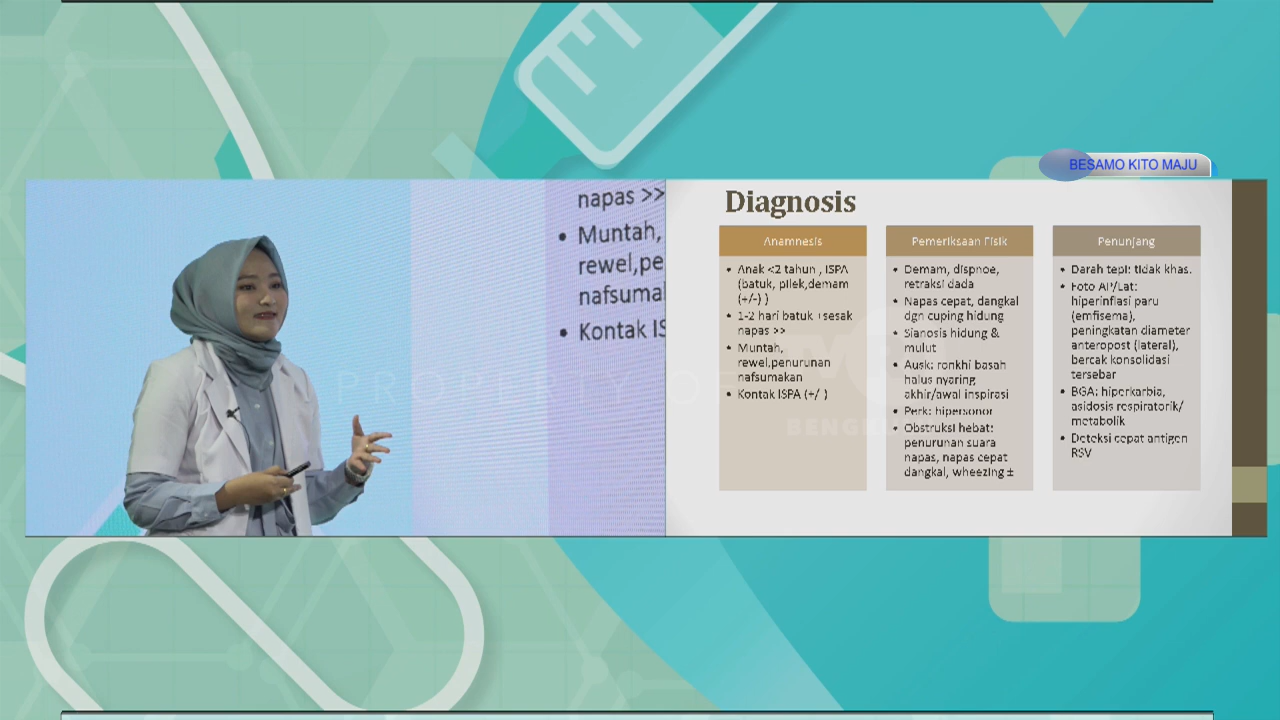 BESAMO KITO MAJU
napas >>
• Muntah,
rewel,pe
nafsumal
• Kontak IS
PROPERTY OF
BENGK
Diagnosis
Anamnesis
• Anak <2 tahun , ISPA
(batuk, pilek,demam
(+/-) )
• 1-2 hari batuk +sesak
napas >>
• Muntah,
rewel,penurunan
nafsumakan
• Kontak ISPA (+/ )
Pemeriksaan Fisik
• Demam, dispnoe,
retraksi dada
• Napas cepat, dangkal
dgn cuping hidung
• Sianosis hidung &
mulut
• Ausk: ronkhi basah
halus nyaring
akhir/awal inspirasi
• Perk: hipersonor
• Obstruksi hebat:
penurunan suara
napas, napas cepat
dangkal, wheezing ±
Penunjang
• Darah tepi: tidak khas.
• Foto AP/Lat:
hiperinflasi paru
(emfisema),
peningkatan diameter
anteropost (lateral),
bercak konsolidasi
tersebar
• BGA: hiperkarbia,
asidosis respiratorik/
metabolik
• Deteksi cepat antigen
RSV